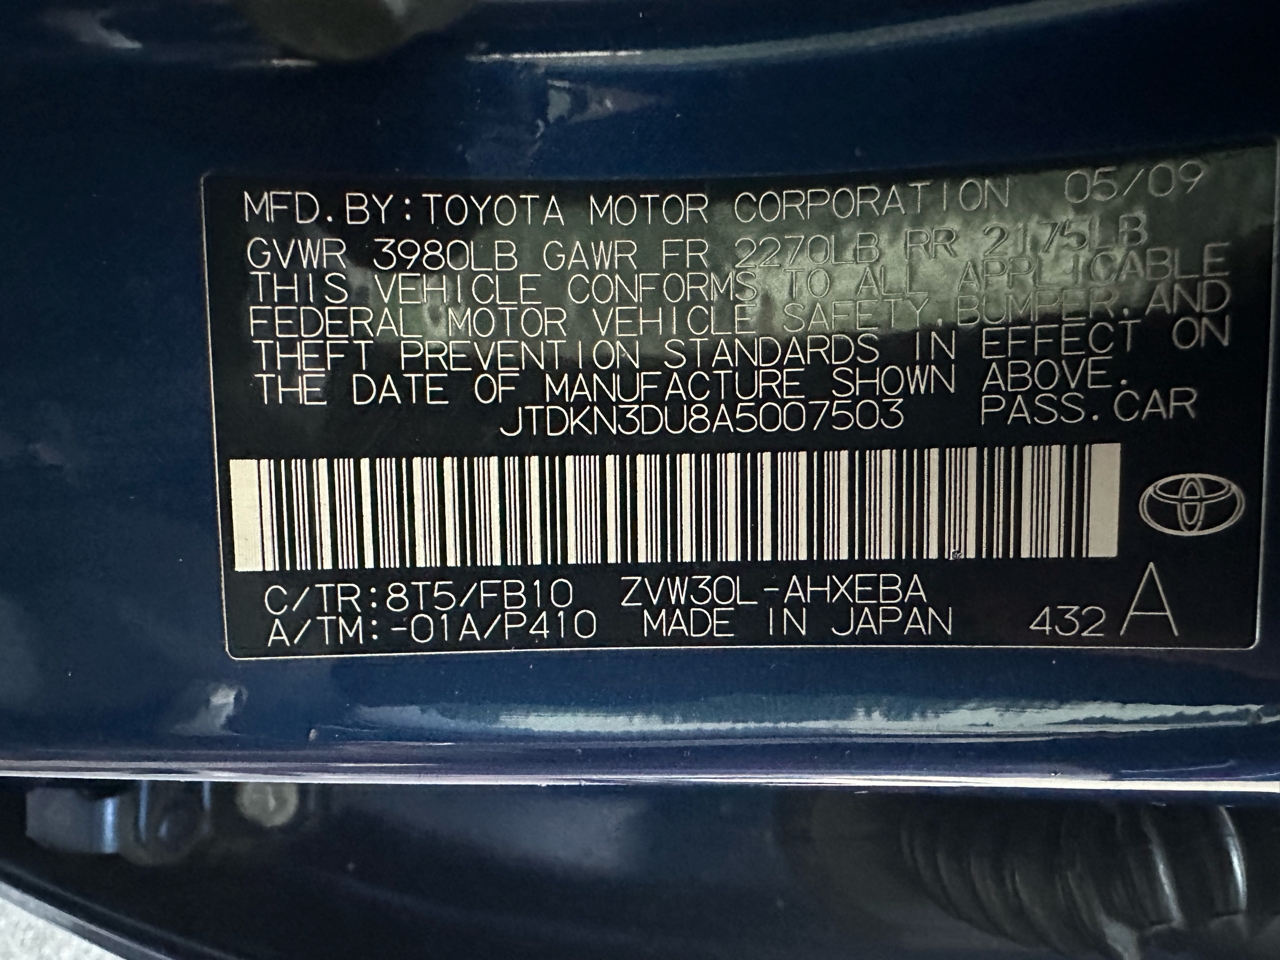 MFD. BY: TOYOTA MOTOR CORPORATION 05/09
GVWR 3980LB GAWR FR 2270LB RR 2175LB
THIS VEHICLE CONFORMS TO ALL APPLICABLE
FEDERAL MOTOR VEHICLE SAFETY, BUMPER, AND
THEFT PREVENTION STANDARDS IN EFFECT ON
THE DATE OF MANUFACTURE SHOWN ABOVE.
JTDKN3DU8A5007503 PASS. CAR
C/TR: 8T5/FB10 ZVW30L-AHXEBA
A/TM: -01A/P410 MADE IN JAPAN 432 A